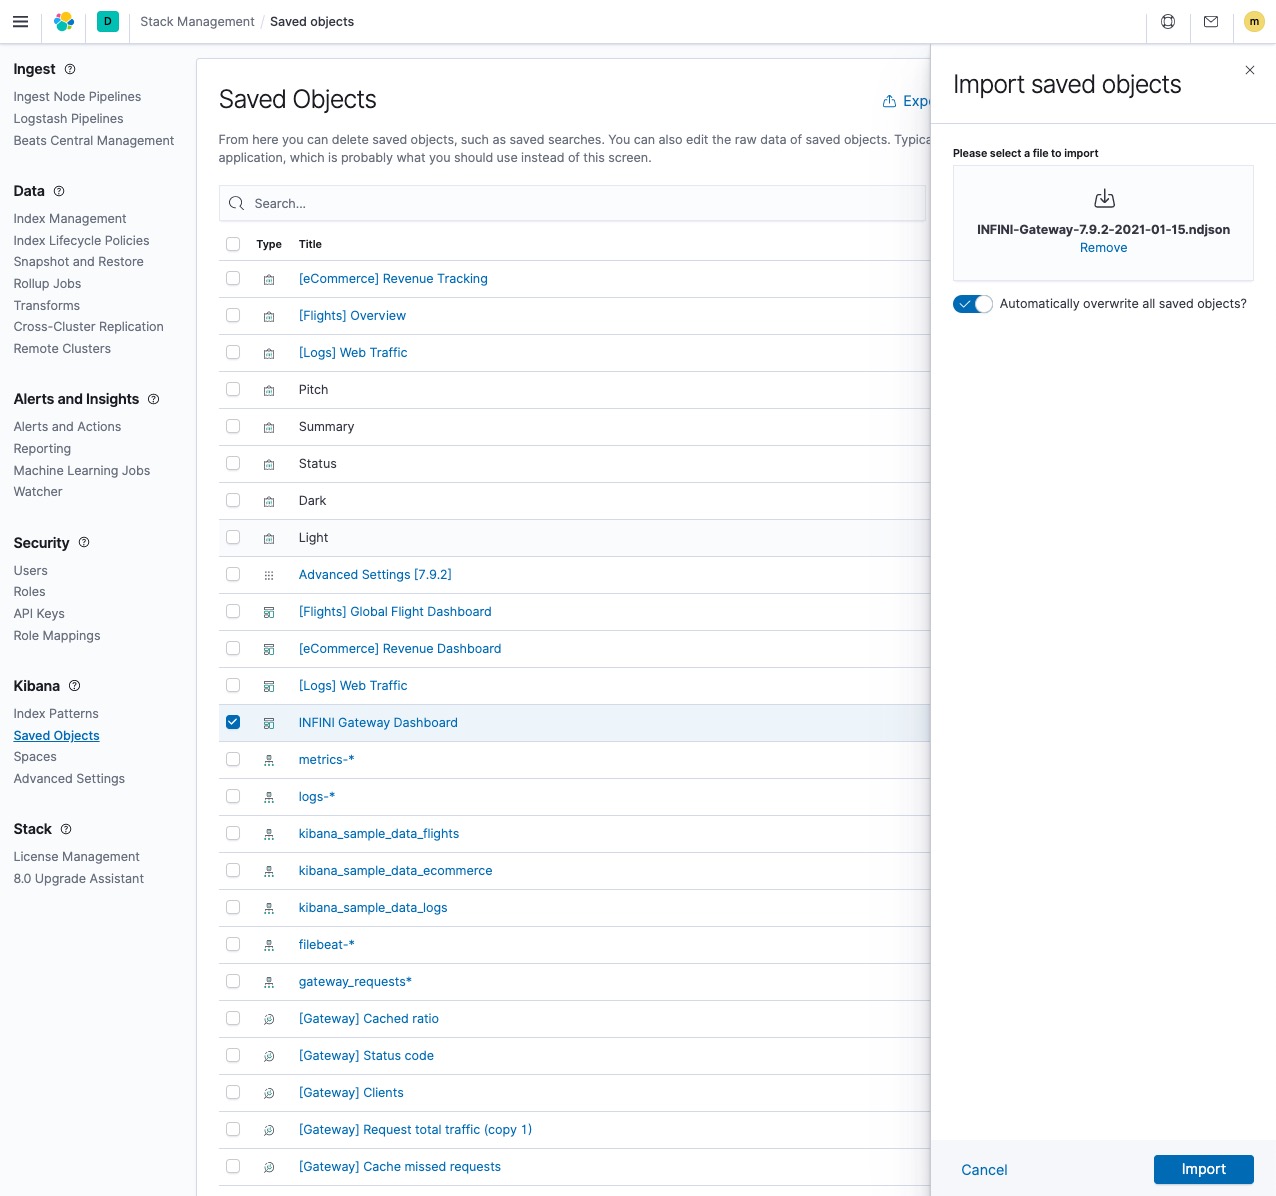 D Stack Management / Saved objects m
Ingest
Ingest Node Pipelines
Logstash Pipelines
Beats Central Management
Data
Index Management
Index Lifecycle Policies
Snapshot and Restore
Rollup Jobs
Transforms
Cross-Cluster Replication
Remote Clusters
Alerts and Insights
Alerts and Actions
Reporting
Machine Learning Jobs
Watcher
Security
Users
Roles
API Keys
Role Mappings
Kibana
Index Patterns
Saved Objects
Spaces
Advanced Settings
Stack
License Management
8.0 Upgrade Assistant
Saved Objects
Expo
From here you can delete saved objects, such as saved searches. You can also edit the raw data of saved objects. Typica
application, which is probably what you should use instead of this screen.
Search...
Type Title
[eCommerce] Revenue Tracking
[Flights] Overview
[Logs] Web Traffic
Pitch
Summary
Status
Dark
Light
Advanced Settings [7.9.2]
[Flights] Global Flight Dashboard
[eCommerce] Revenue Dashboard
[Logs] Web Traffic
INFINI Gateway Dashboard
metrics-*
logs-*
kibana_sample_data_flights
kibana_sample_data_ecommerce
kibana_sample_data_logs
filebeat-*
gateway_requests*
[Gateway] Cached ratio
[Gateway] Status code
[Gateway] Clients
[Gateway] Request total traffic (copy 1)
[Gateway] Cache missed requests
Import saved objects
Please select a file to import
INFINI-Gateway-7.9.2-2021-01-15.ndjson
Remove
Automatically overwrite all saved objects?
Cancel
Import